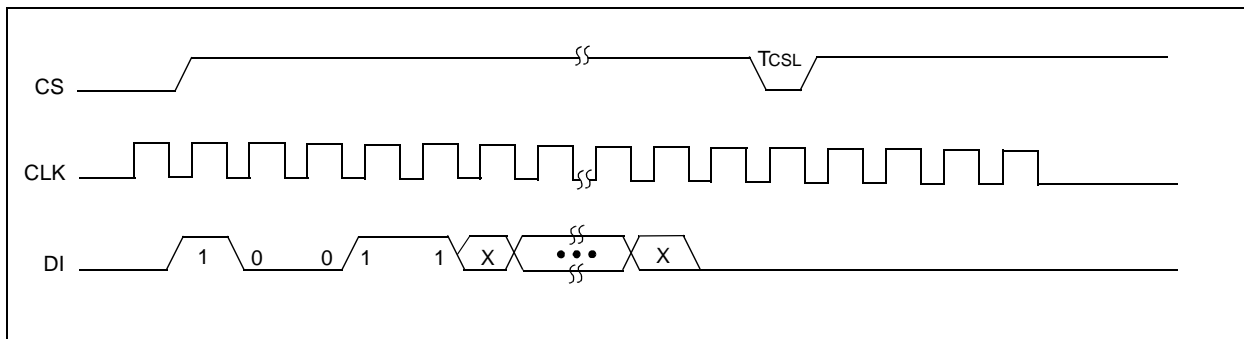 TCSL
CS
CLK
DI 1 0 0 1 1 X ••• X